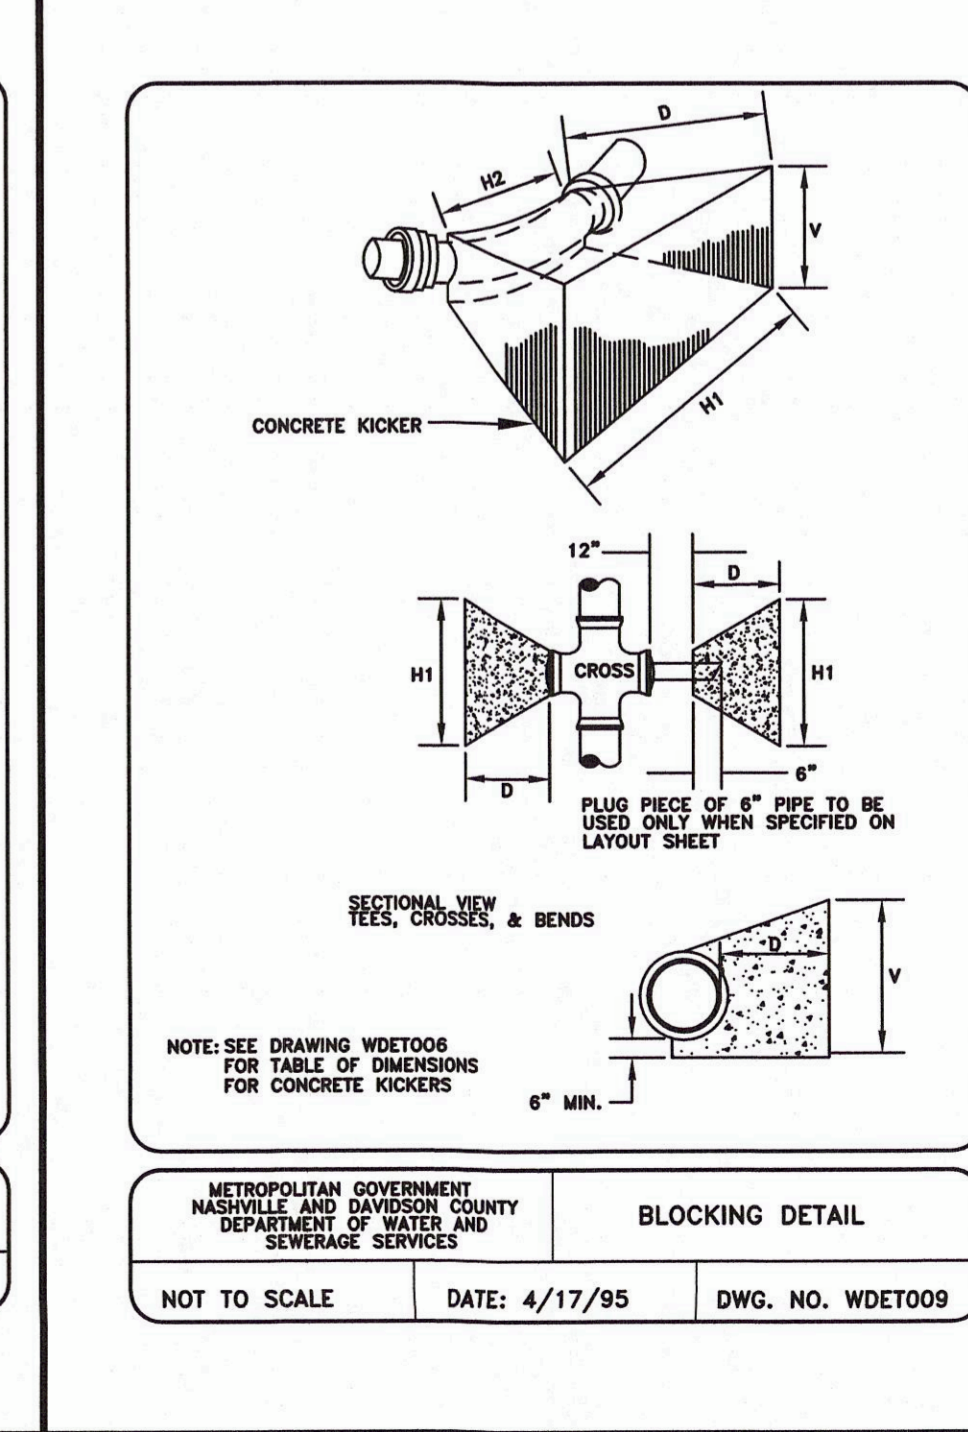 D
H2
V
H1
CONCRETE KICKER
12"
D
H1
CROSS
H1
D
6"
PLUG PIECE OF 6" PIPE TO BE
USED ONLY WHEN SPECIFIED ON
LAYOUT SHEET
SECTIONAL VIEW
TEES, CROSSES, & BENDS
D
V
NOTE: SEE DRAWING WDET006
FOR TABLE OF DIMENSIONS
FOR CONCRETE KICKERS
6" MIN.
METROPOLITAN GOVERNMENT
NASHVILLE AND DAVIDSON COUNTY
DEPARTMENT OF WATER AND
SEWERAGE SERVICES
BLOCKING DETAIL
NOT TO SCALE
DATE: 4/17/95
DWG. NO. WDET009